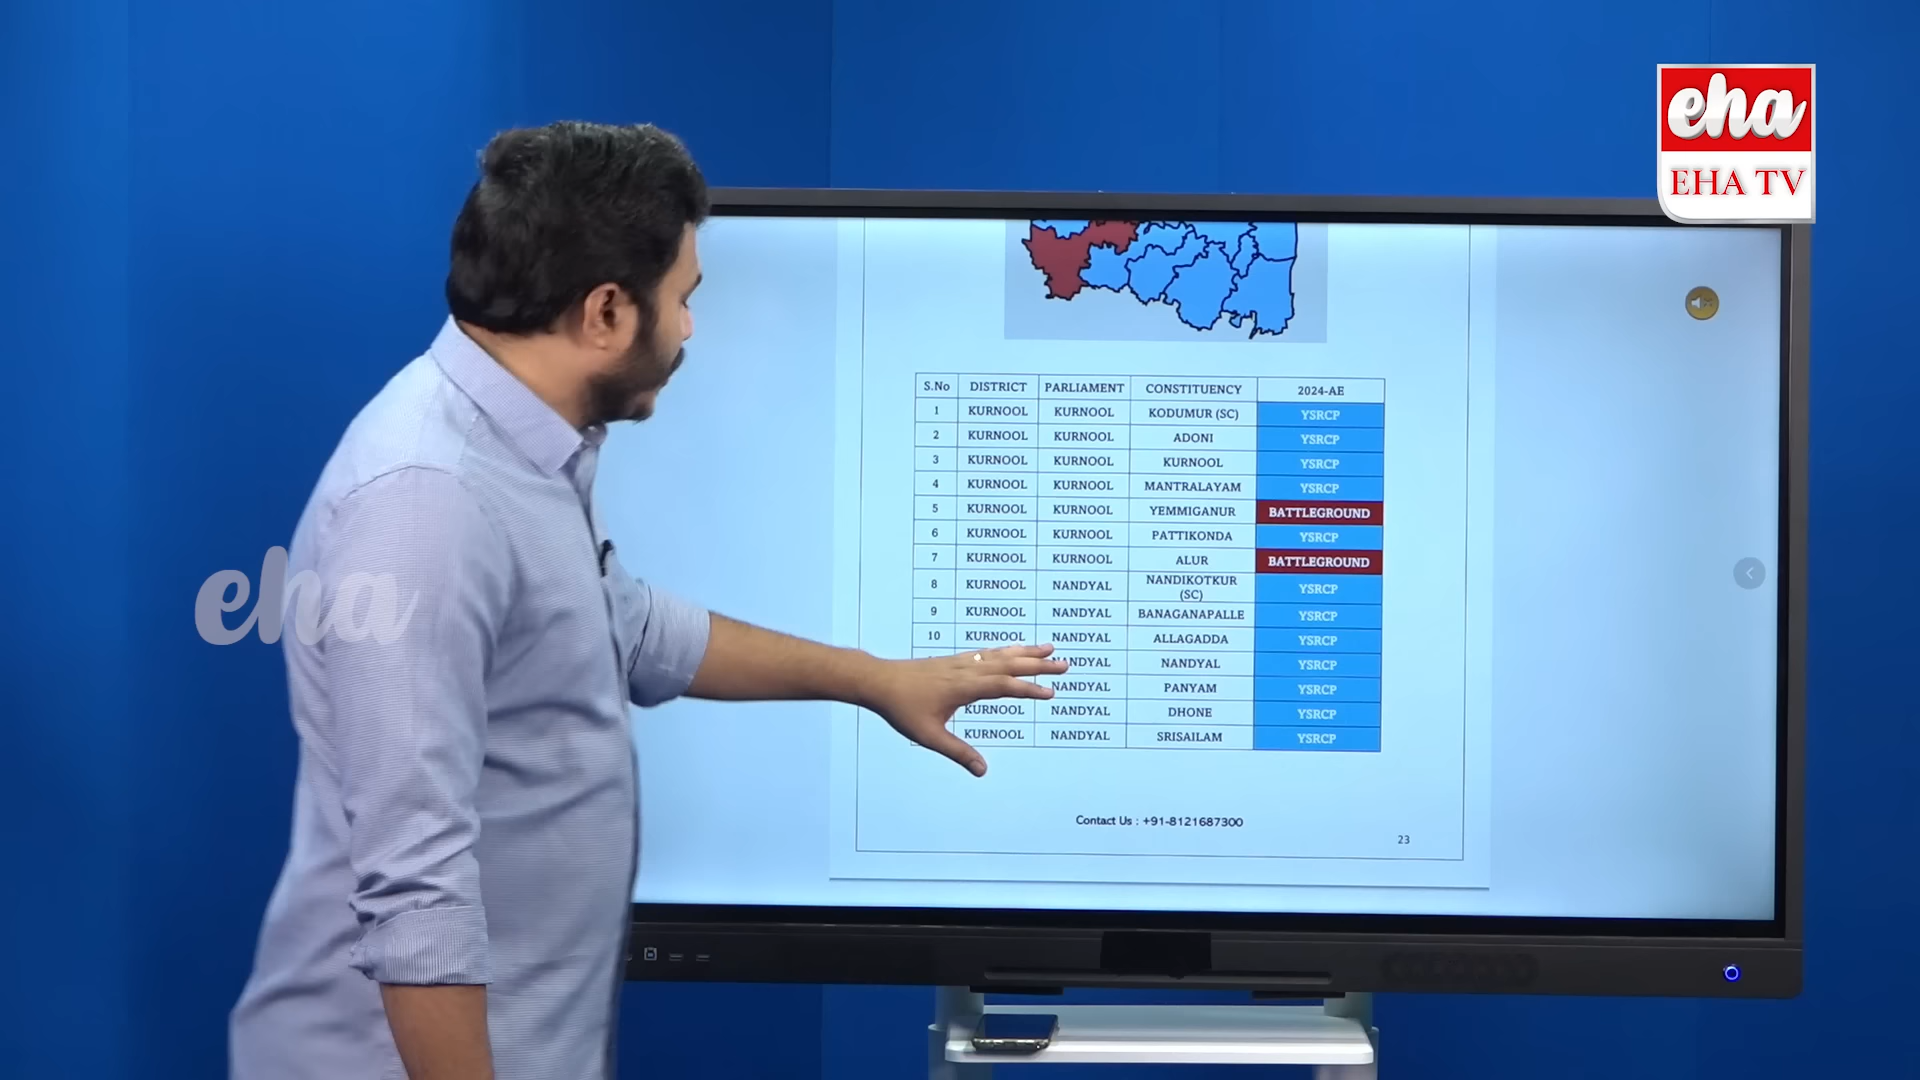 eha
EHA TV
S.No DISTRICT PARLIAMENT CONSTITUENCY 2024-AE
1 KURNOOL KURNOOL KODUMUR (SC) YSRCP
2 KURNOOL KURNOOL ADONI YSRCP
3 KURNOOL KURNOOL KURNOOL YSRCP
4 KURNOOL KURNOOL MANTRALAYAM YSRCP
5 KURNOOL KURNOOL YEMMIGANUR BATTLEGROUND
6 KURNOOL KURNOOL PATTIKONDA YSRCP
7 KURNOOL KURNOOL ALUR BATTLEGROUND
8 KURNOOL NANDYAL NANDIKOTKUR (SC) YSRCP
9 KURNOOL NANDYAL BANAGANAPALLE YSRCP
10 KURNOOL NANDYAL ALLAGADDA YSRCP
NANDYAL NANDYAL YSRCP
NANDYAL PANYAM YSRCP
KURNOOL NANDYAL DHONE YSRCP
KURNOOL NANDYAL SRISAILAM YSRCP
Contact Us : +91-8121687300
23
eha